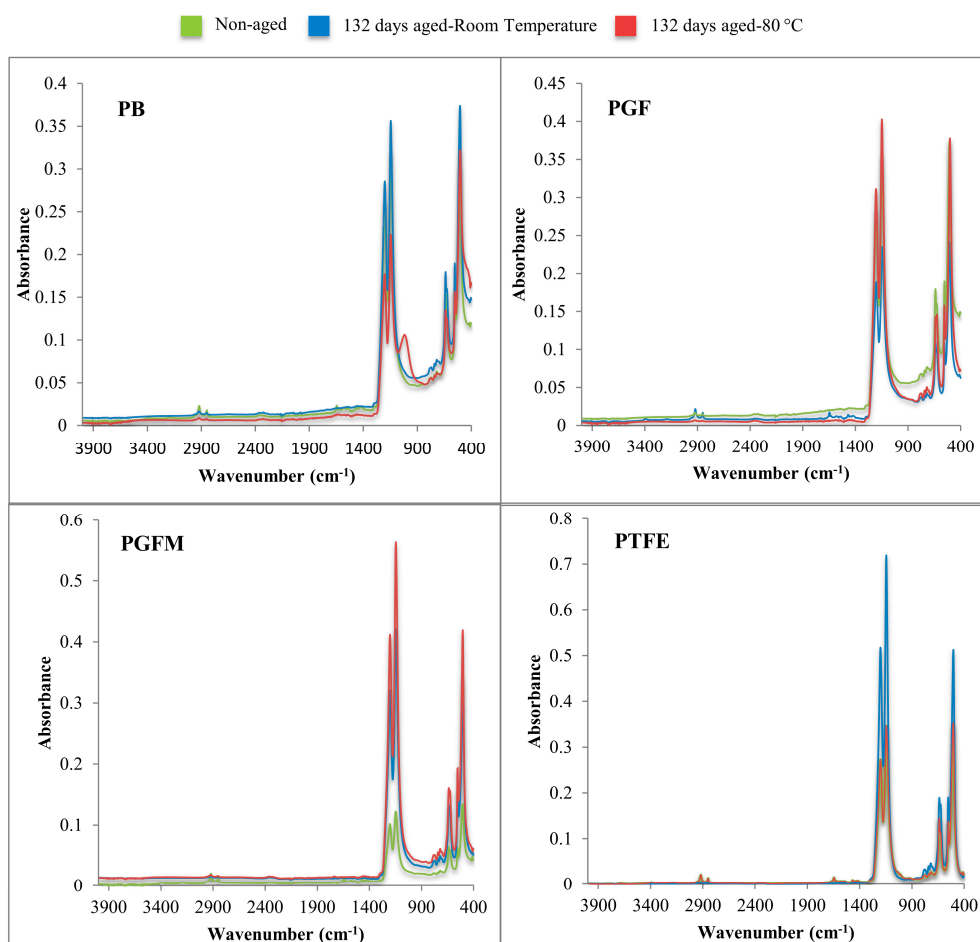 Non-aged 132 days aged-Room Temperature 132 days aged-80 °C
PB
0.4
0.35
0.3
0.25
0.2
0.15
0.1
0.05
0
Absorbance
3900 3400 2900 2400 1900 1400 900 400
Wavenumber (cm-1)
PGF
0.45
0.4
0.35
0.3
0.25
0.2
0.15
0.1
0.05
0
Absorbance
3900 3400 2900 2400 1900 1400 900 400
Wavenumber (cm-1)
PGFM
0.6
0.5
0.4
0.3
0.2
0.1
0
Absorbance
3900 3400 2900 2400 1900 1400 900 400
Wavenumber (cm-1)
PTFE
0.8
0.7
0.6
0.5
0.4
0.3
0.2
0.1
0
Absorbance
3900 3400 2900 2400 1900 1400 900 400
Wavenumber (cm-1)